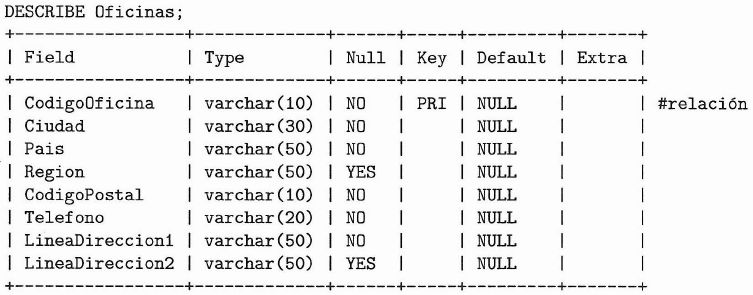 DESCRIBE Oficinas;
+----------------+-------------+------+-----+---------+-------+
| Field          | Type        | Null | Key | Default | Extra |
+----------------+-------------+------+-----+---------+-------+
| CodigoOficina  | varchar(10) | NO   | PRI | NULL    |       | #relación
| Ciudad         | varchar(30) | NO   |     | NULL    |       |
| Pais           | varchar(50) | NO   |     | NULL    |       |
| Region         | varchar(50) | YES  |     | NULL    |       |
| CodigoPostal   | varchar(10) | NO   |     | NULL    |       |
| Telefono       | varchar(20) | NO   |     | NULL    |       |
| LineaDireccion1 | varchar(50) | NO   |     | NULL    |       |
| LineaDireccion2 | varchar(50) | YES  |     | NULL    |       |
+----------------+-------------+------+-----+---------+-------+